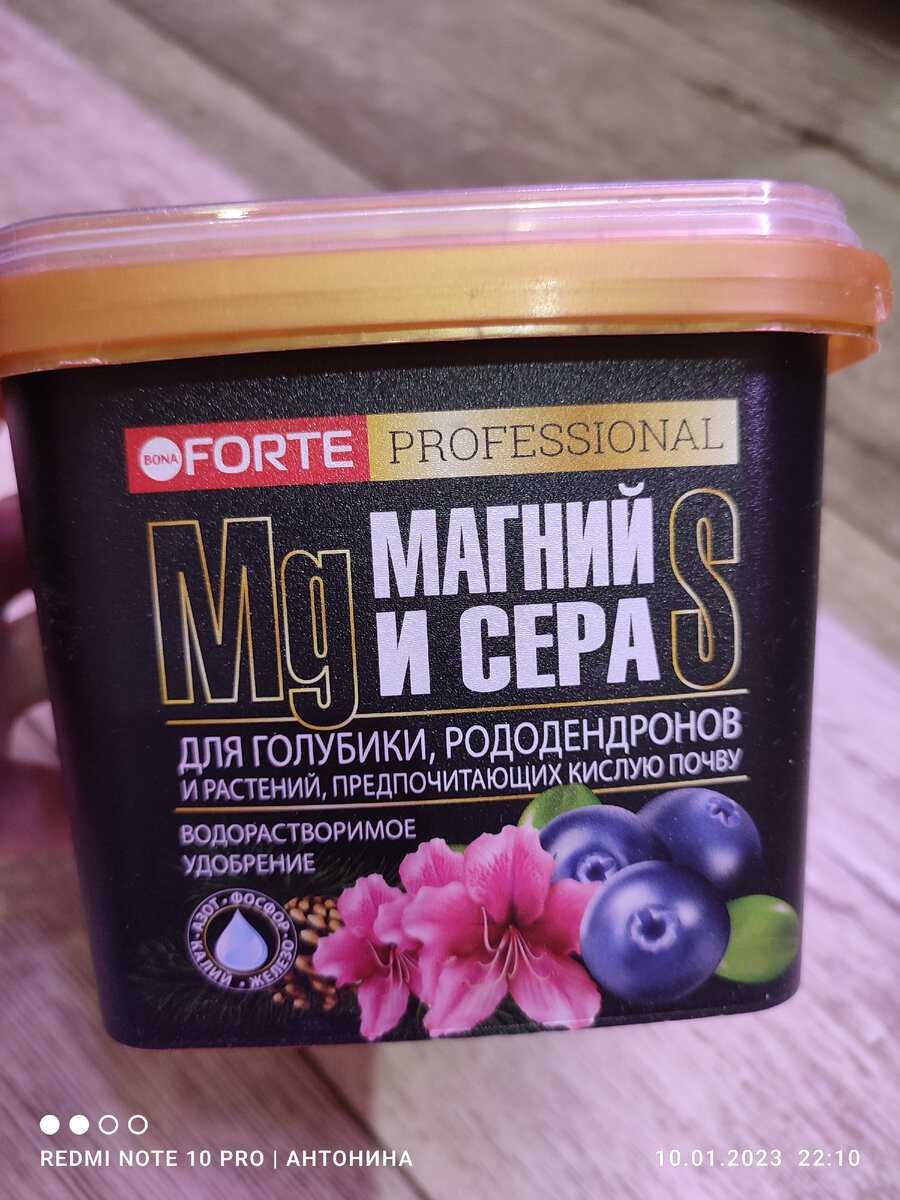 BONA FORTE PROFESSIONAL
Mg МАГНИЙ S
И СЕРА
ДЛЯ ГОЛУБИКИ, РОДОДЕНДРОНОВ
И РАСТЕНИЙ, ПРЕДПОЧИТАЮЩИХ КИСЛУЮ ПОЧВУ
ВОДОРАСТВОРИМОЕ
УДОБРЕНИЕ
АЗОТ • ФОСФОР • КАЛИЙ • ЖЕЛЕЗО
REDMI NOTE 10 PRO | АНТОНИНА
10.01.2023 22:10